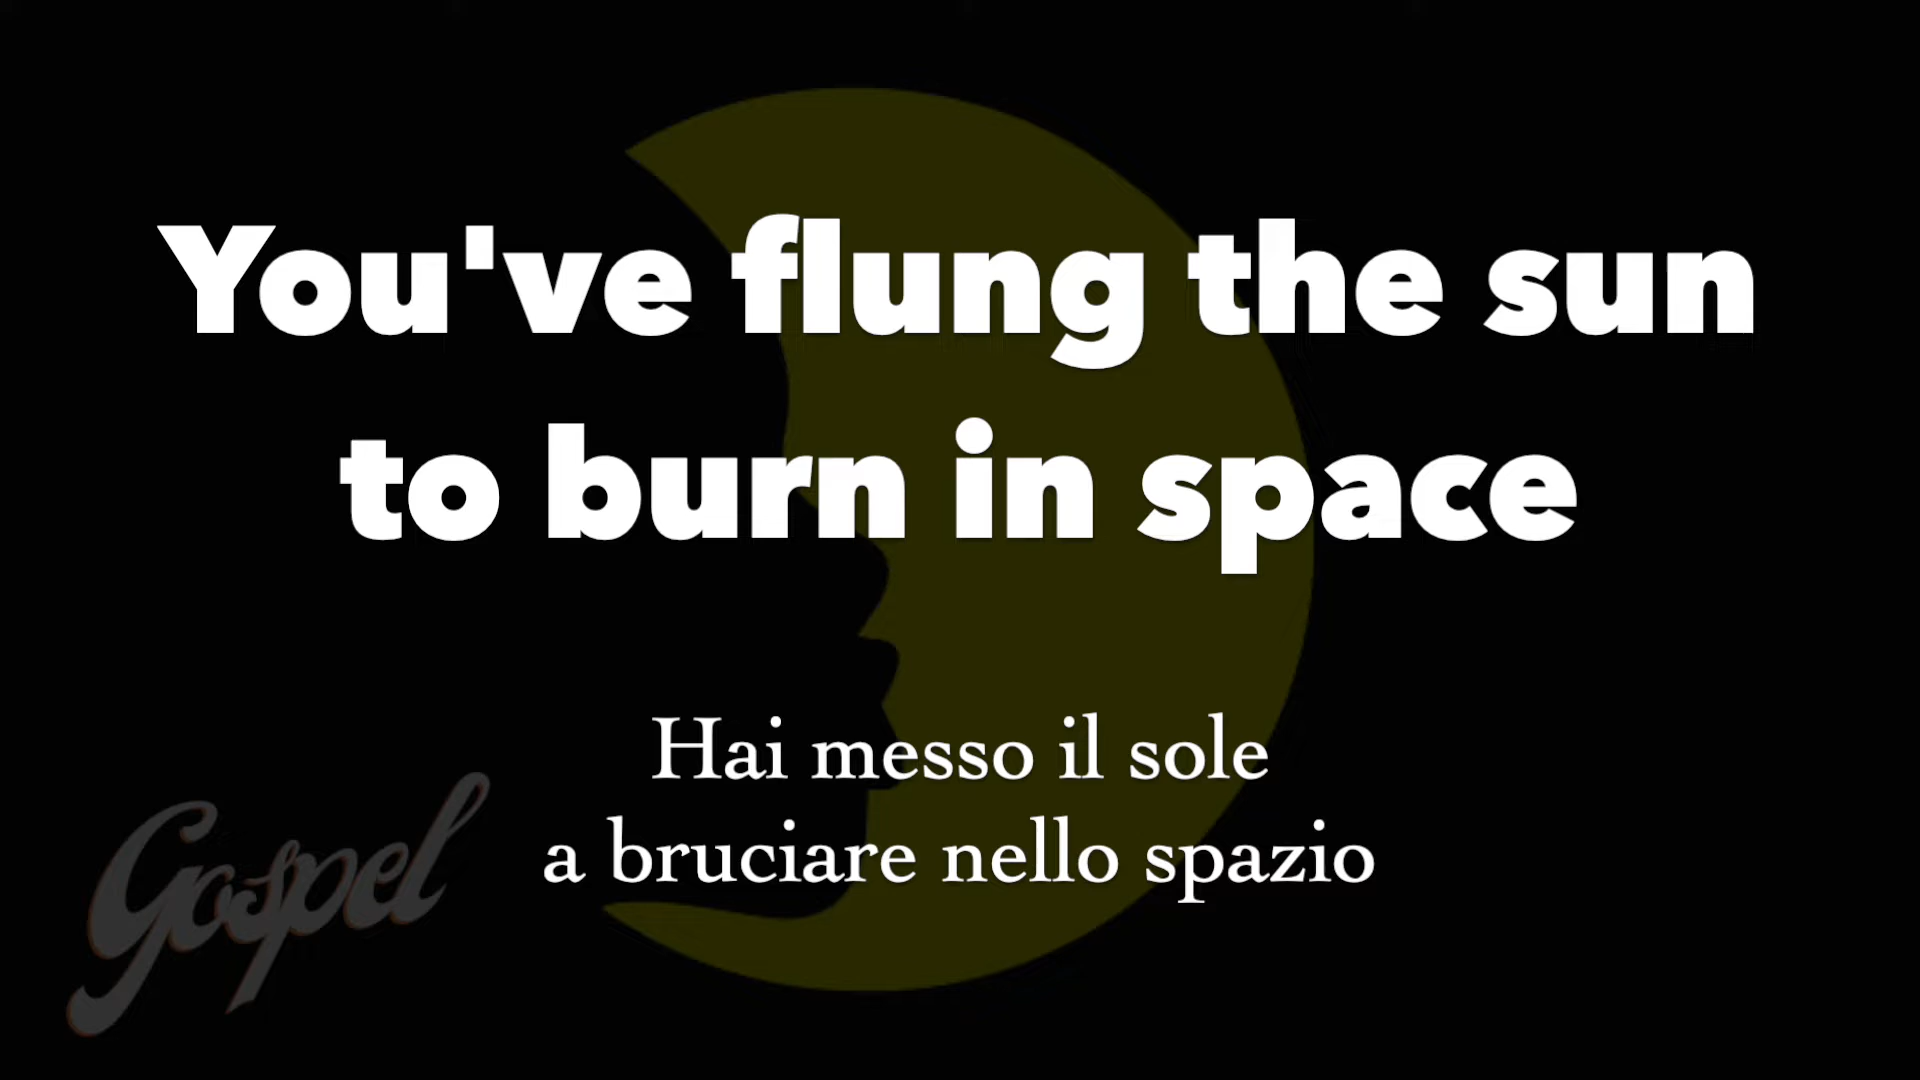 You've flung the sun
to burn in space
Hai messo il sole
a bruciare nello spazio
Gospel